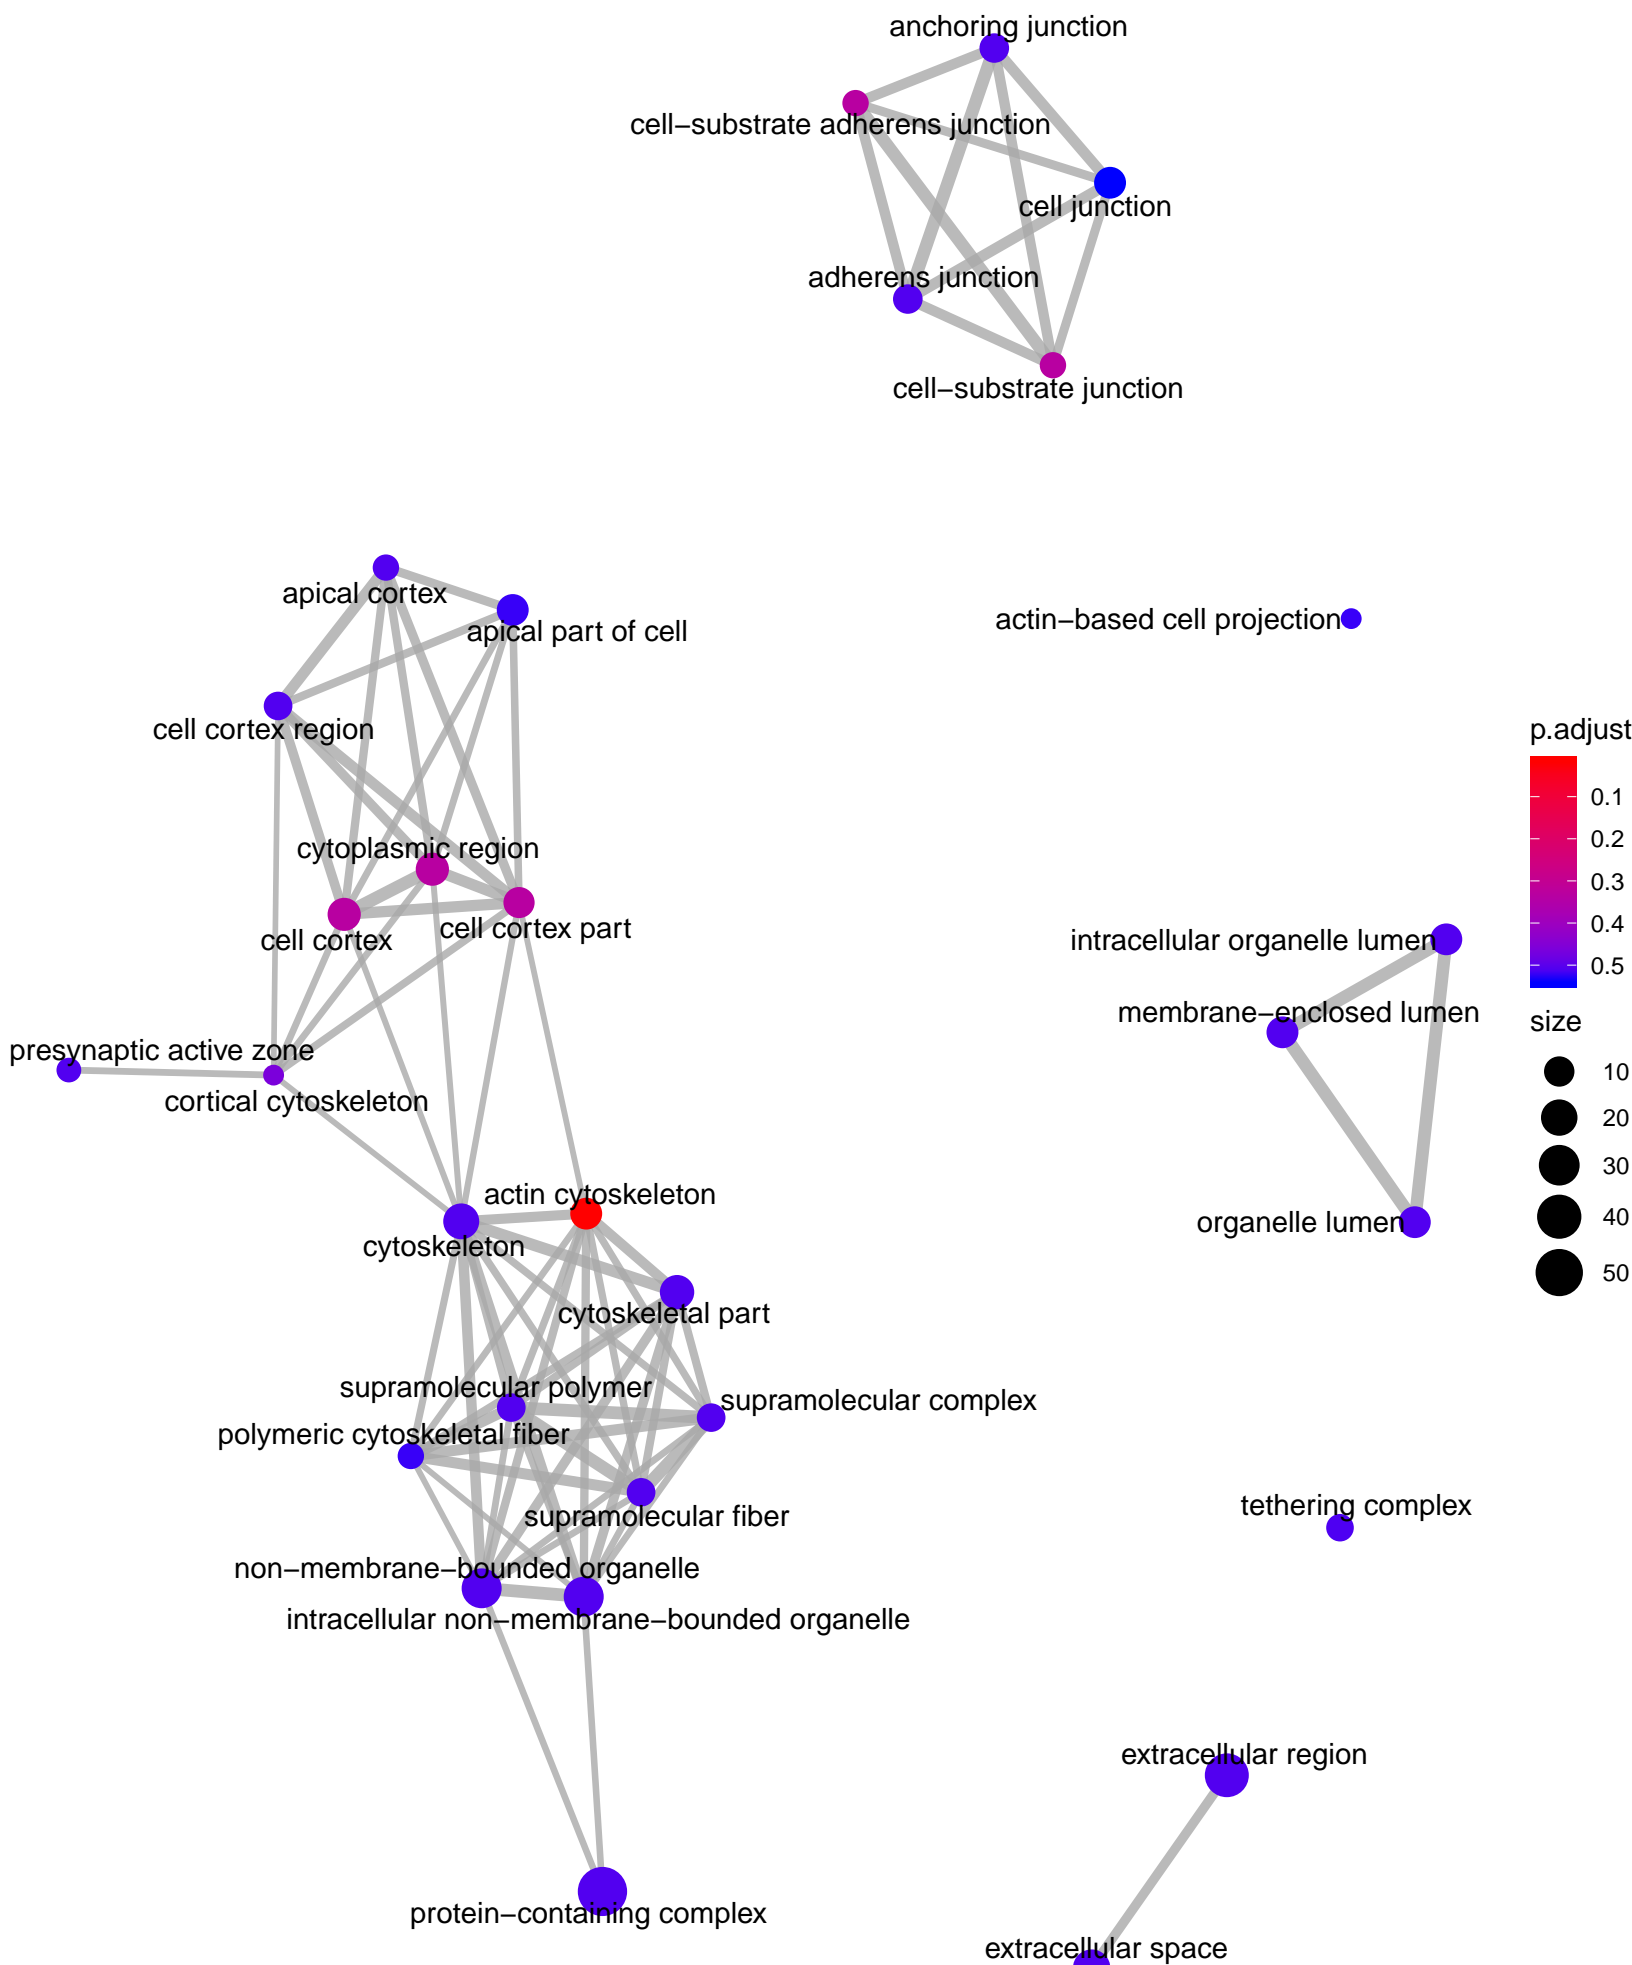 anchoring junction
cell−substrate adherens junction
cell junction
adherens junction
cell−substrate junction
apical cortex
apical part of cell
actin−based cell projection
cell cortex region
p.adjust
0.1
0.2
0.3
0.4
0.5
cytoplasmic region
cell cortex
cell cortex part
intracellular organelle lumen
membrane−enclosed lumen
organelle lumen
size
10
20
30
40
50
presynaptic active zone
cortical cytoskeleton
actin cytoskeleton
cytoskeleton
cytoskeletal part
supramolecular polymer
supramolecular complex
polymeric cytoskeletal fiber
supramolecular fiber
tethering complex
non−membrane−bounded organelle
intracellular non−membrane−bounded organelle
extracellular region
protein−containing complex
extracellular space